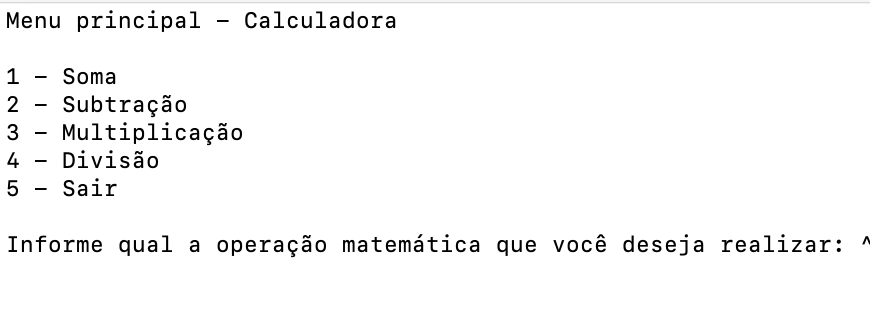 Menu principal – Calculadora
1 – Soma
2 – Subtração
3 – Multiplicação
4 – Divisão
5 – Sair
Informe qual a operação matemática que você deseja realizar: ^